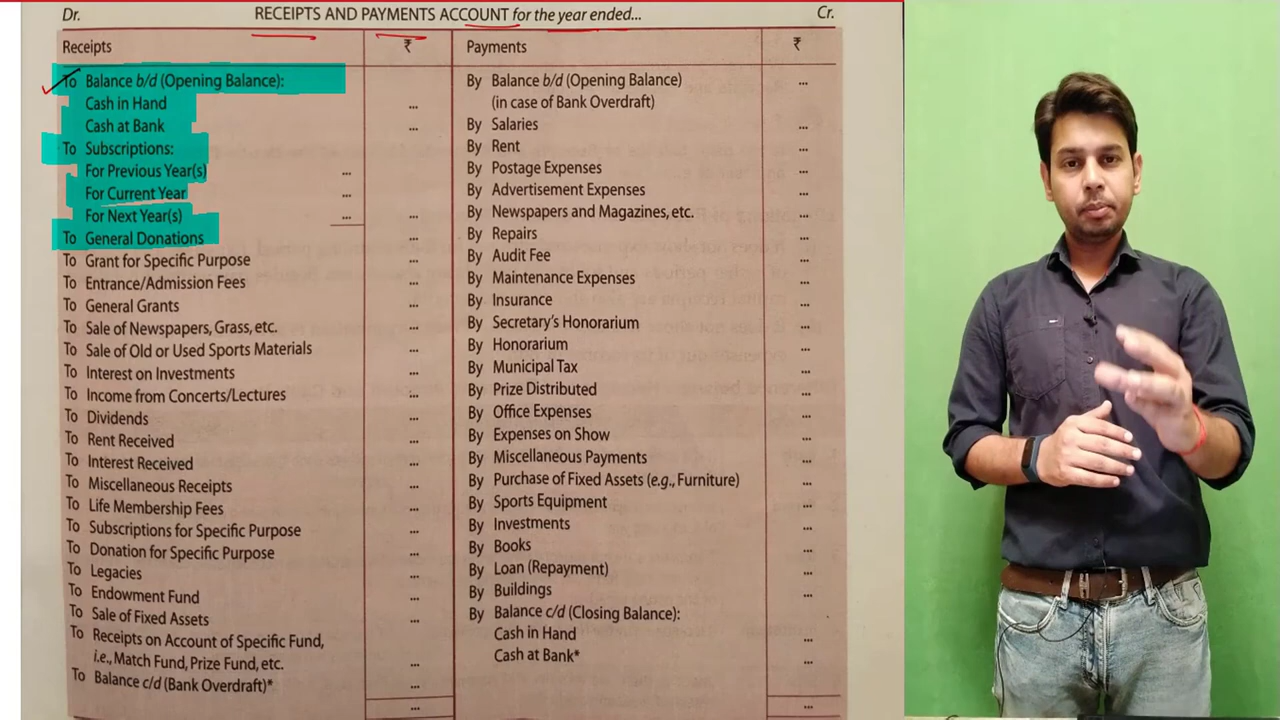 Dr. RECEIPTS AND PAYMENTS ACCOUNT for the year ended... Cr.
Receipts ₹ Payments ₹
To Balance b/d (Opening Balance): By Balance b/d (Opening Balance) ...
Cash in Hand ... (in case of Bank Overdraft)
Cash at Bank ... By Salaries ...
To Subscriptions: By Rent ...
For Previous Year(s) ... By Postage Expenses ...
For Current Year ... By Advertisement Expenses ...
For Next Year(s) ... ... By Newspapers and Magazines, etc. ...
To General Donations ... By Repairs ...
To Grant for Specific Purpose ... By Audit Fee ...
To Entrance/Admission Fees ... By Maintenance Expenses ...
To General Grants ... By Insurance ...
To Sale of Newspapers, Grass, etc. ... By Secretary's Honorarium ...
To Sale of Old or Used Sports Materials ... By Honorarium ...
To Interest on Investments ... By Municipal Tax ...
To Income from Concerts/Lectures ... By Prize Distributed ...
To Dividends ... By Office Expenses ...
To Rent Received ... By Expenses on Show ...
To Interest Received ... By Miscellaneous Payments ...
To Miscellaneous Receipts ... By Purchase of Fixed Assets (e.g., Furniture) ...
To Life Membership Fees ... By Sports Equipment ...
To Subscriptions for Specific Purpose ... By Investments ...
To Donation for Specific Purpose ... By Books ...
To Legacies ... By Loan (Repayment) ...
To Endowment Fund ... By Buildings ...
To Sale of Fixed Assets ... By Balance c/d (Closing Balance):
To Receipts on Account of Specific Fund, Cash in Hand ...
i.e., Match Fund, Prize Fund, etc. ... Cash at Bank* ...
To Balance c/d (Bank Overdraft)* ...
... ...